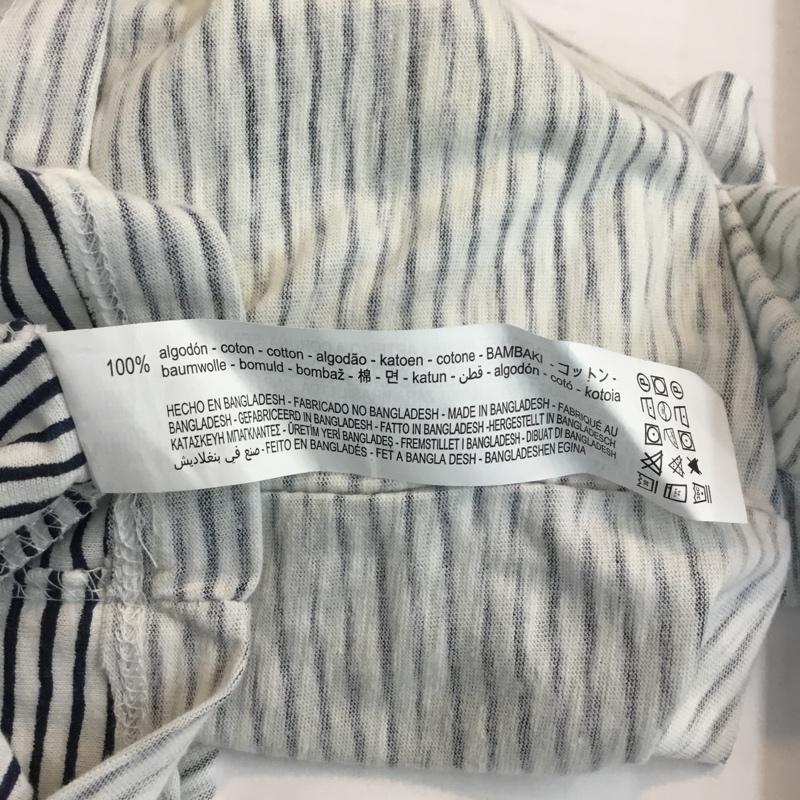 100% algodón - coton - cotton - algodão - katoen - cotone - BAMBAKI - コットン -
baumwolle - bomuld - bombaž - 棉 - 면 - katun - قطن - algodón - cotó - kotoia
HECHO EN BANGLADESH - FABRICADO NO BANGLADESH - MADE IN BANGLADESH - FABRIQUÉ AU
BANGLADESH - GEFABRICEERD IN BANGLADESH - FATTO IN BANGLADESH - HERGESTELLT IN BANGLADESCH
ΚΑΤΑΣΚΕΥΗ ΜΠΑΓΚΛΑΝΤΕΣ - ÜRETİM YERİ BANGLADEŞ - FREMSTILLET I BANGLADESH - DIBUAT DI BANGLADESH
صنع في بنغلاديش - FEITO EN BANGLADÉS - FET A BANGLA DESH - BANGLADESHEN EGINA